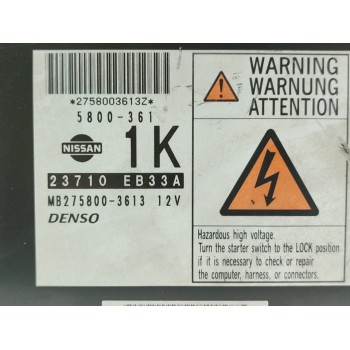 *2758003613Z*
5800-361
NISSAN
1K
23710 EB33A
MB275800-3613 12V
DENSO
WARNING
WARNUNG
ATTENTION
Hazardous high voltage.
Turn the starter switch to the LOCK position
if it is necessary to check or repair
the computer, harness, or connectors.